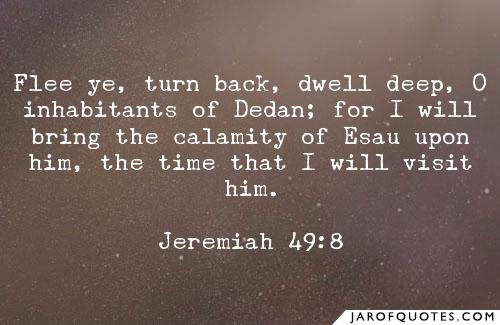 Flee ye, turn back, dwell deep, O
inhabitants of Dedan; for I will
bring the calamity of Esau upon
him, the time that I will visit
him.
Jeremiah 49:8
JAROFQUOTES.COM